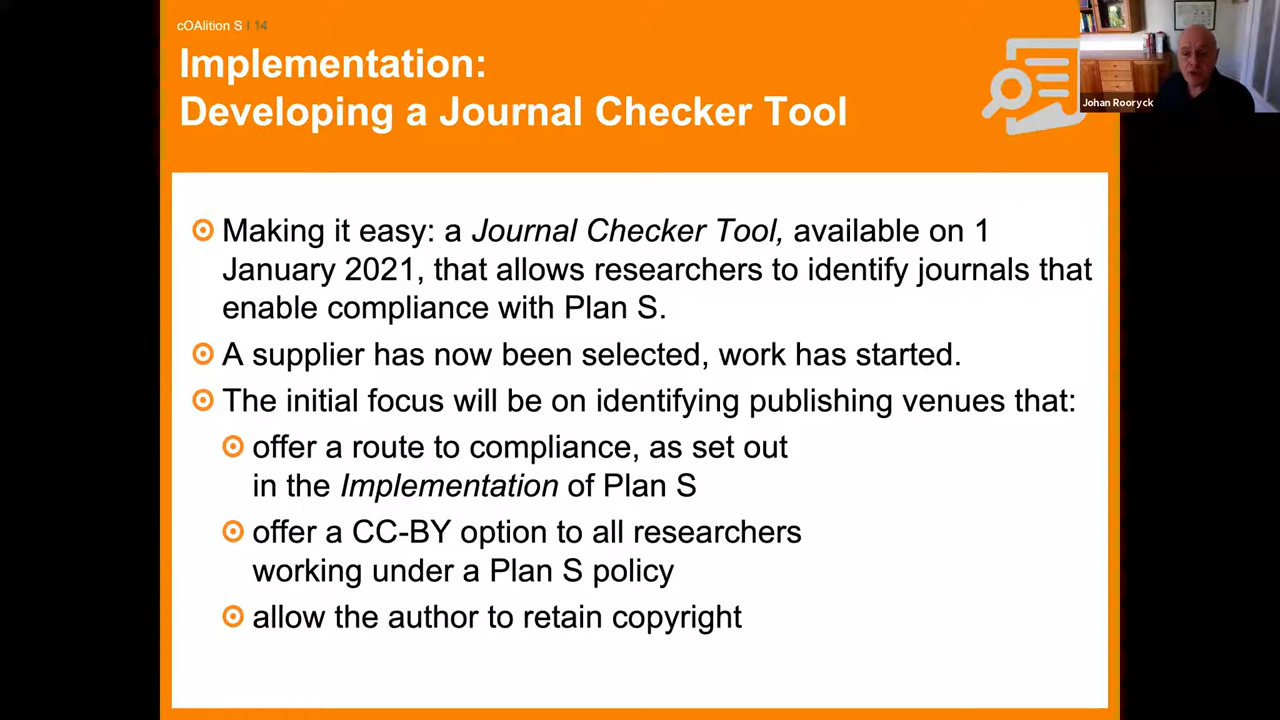 cOAlition S | 14
Implementation:
Developing a Journal Checker Tool
Johan Rooryck
Making it easy: a Journal Checker Tool, available on 1
January 2021, that allows researchers to identify journals that
enable compliance with Plan S.
A supplier has now been selected, work has started.
The initial focus will be on identifying publishing venues that:
offer a route to compliance, as set out
in the Implementation of Plan S
offer a CC-BY option to all researchers
working under a Plan S policy
allow the author to retain copyright